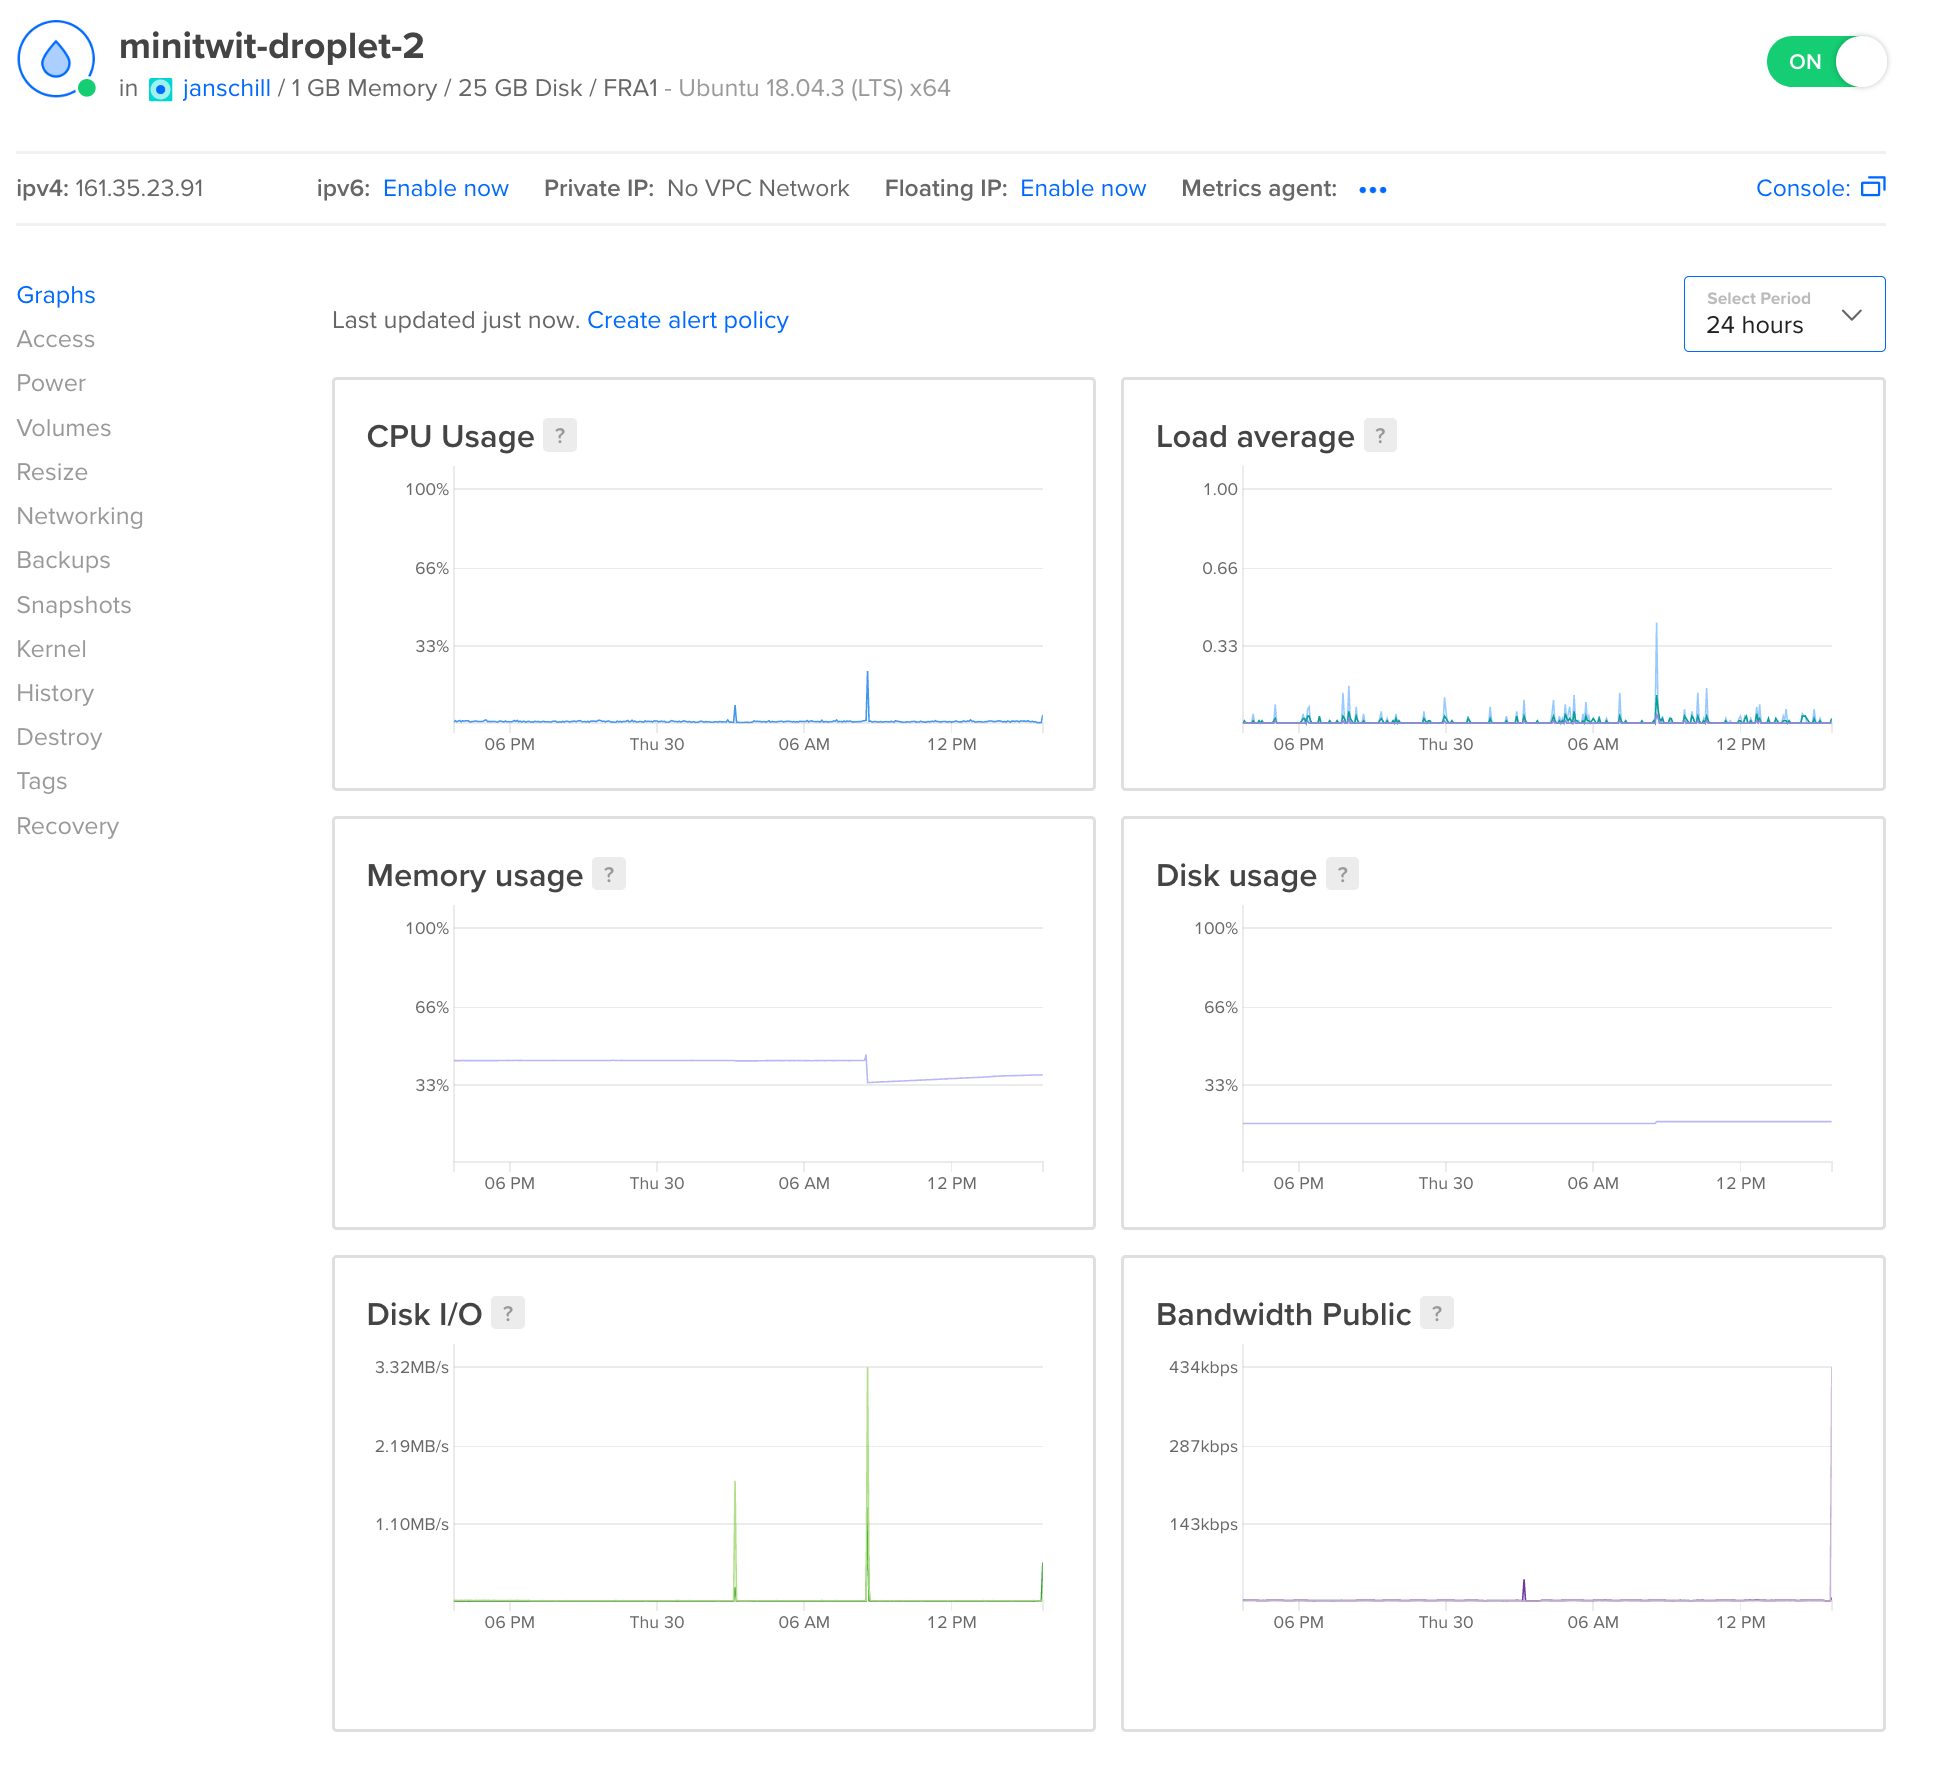 minitwit-droplet-2
in janschill / 1 GB Memory / 25 GB Disk / FRA1 - Ubuntu 18.04.3 (LTS) x64
ON
ipv4: 161.35.23.91 ipv6: Enable now Private IP: No VPC Network Floating IP: Enable now Metrics agent: ••• Console:
Graphs
Access
Power
Volumes
Resize
Networking
Backups
Snapshots
Kernel
History
Destroy
Tags
Recovery
Last updated just now. Create alert policy
Select Period
24 hours
CPU Usage ?
100%
66%
33%
06 PM Thu 30 06 AM 12 PM
Load average ?
1.00
0.66
0.33
06 PM Thu 30 06 AM 12 PM
Memory usage ?
100%
66%
33%
06 PM Thu 30 06 AM 12 PM
Disk usage ?
100%
66%
33%
06 PM Thu 30 06 AM 12 PM
Disk I/O ?
3.32MB/s
2.19MB/s
1.10MB/s
06 PM Thu 30 06 AM 12 PM
Bandwidth Public ?
434kbps
287kbps
143kbps
06 PM Thu 30 06 AM 12 PM